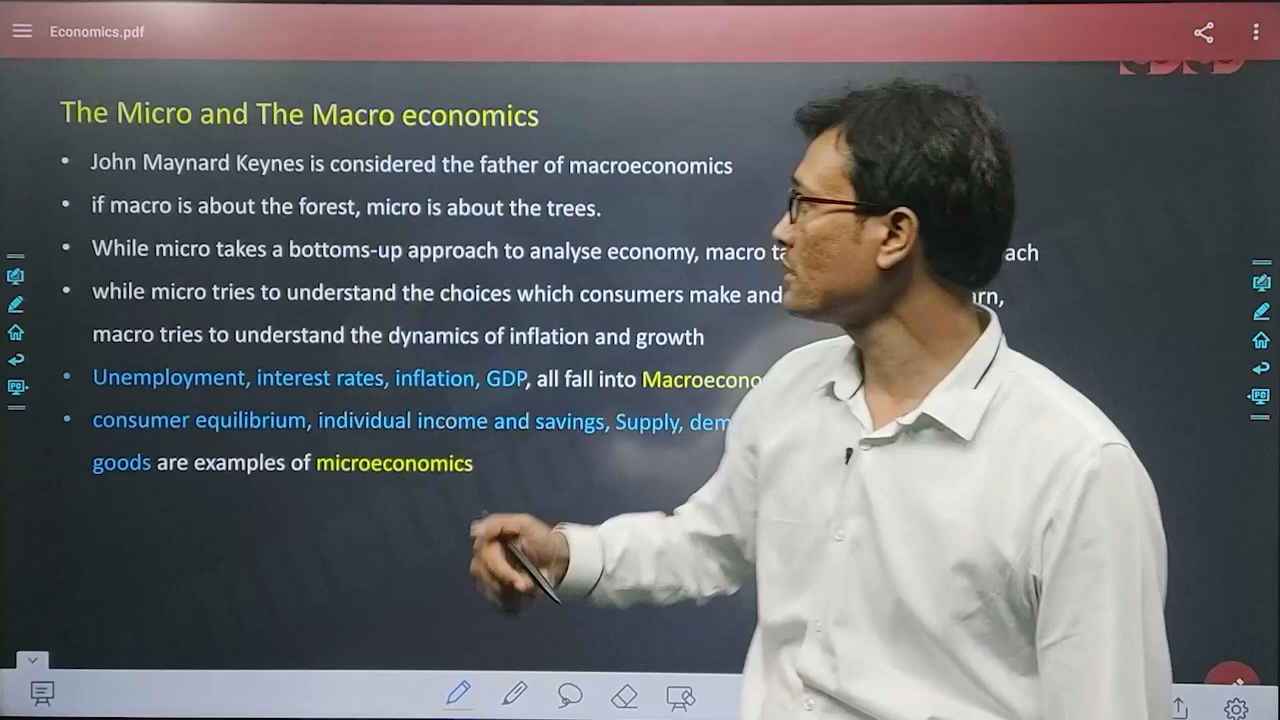 Economics.pdf
The Micro and The Macro economics
• John Maynard Keynes is considered the father of macroeconomics
• if macro is about the forest, micro is about the trees.
• While micro takes a bottoms-up approach to analyse economy, macro ach
• while micro tries to understand the choices which consumers make and
macro tries to understand the dynamics of inflation and growth
• Unemployment, interest rates, inflation, GDP, all fall into Macroecono
• consumer equilibrium, individual income and savings, Supply, dem
goods are examples of microeconomics